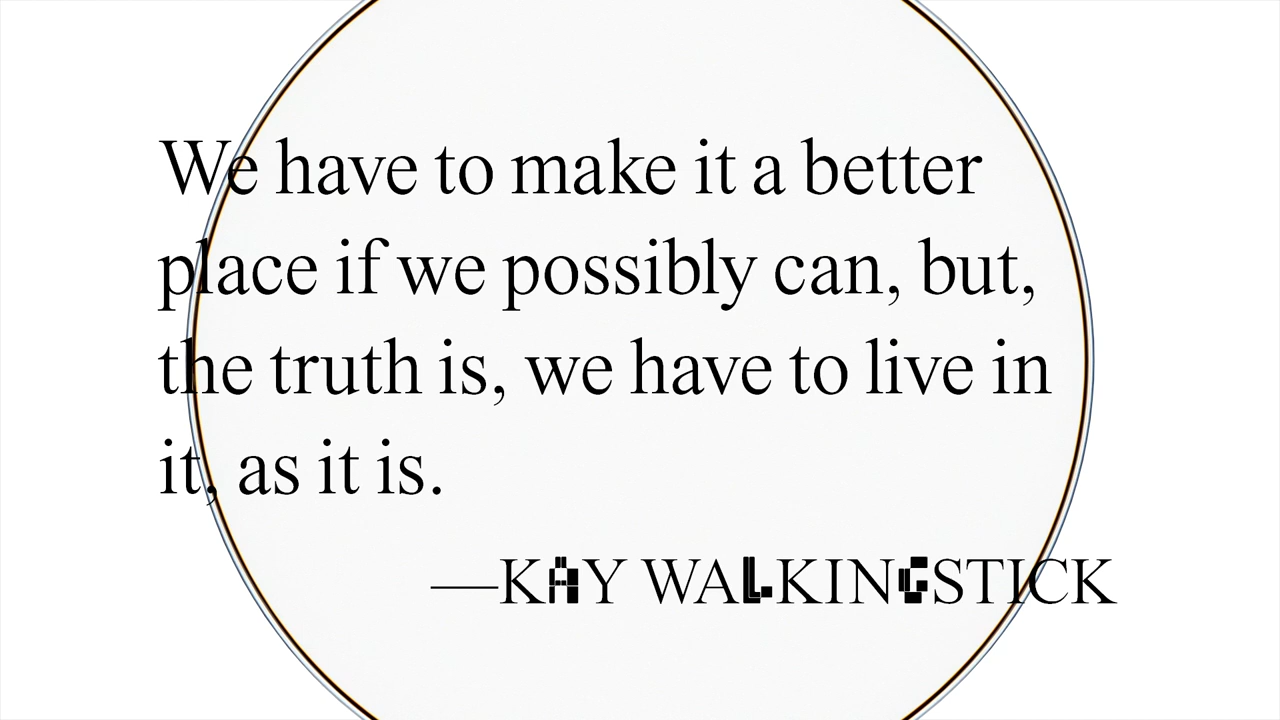 We have to make it a better
place if we possibly can, but,
the truth is, we have to live in
it, as it is.
—KAY WALKINGSTICK